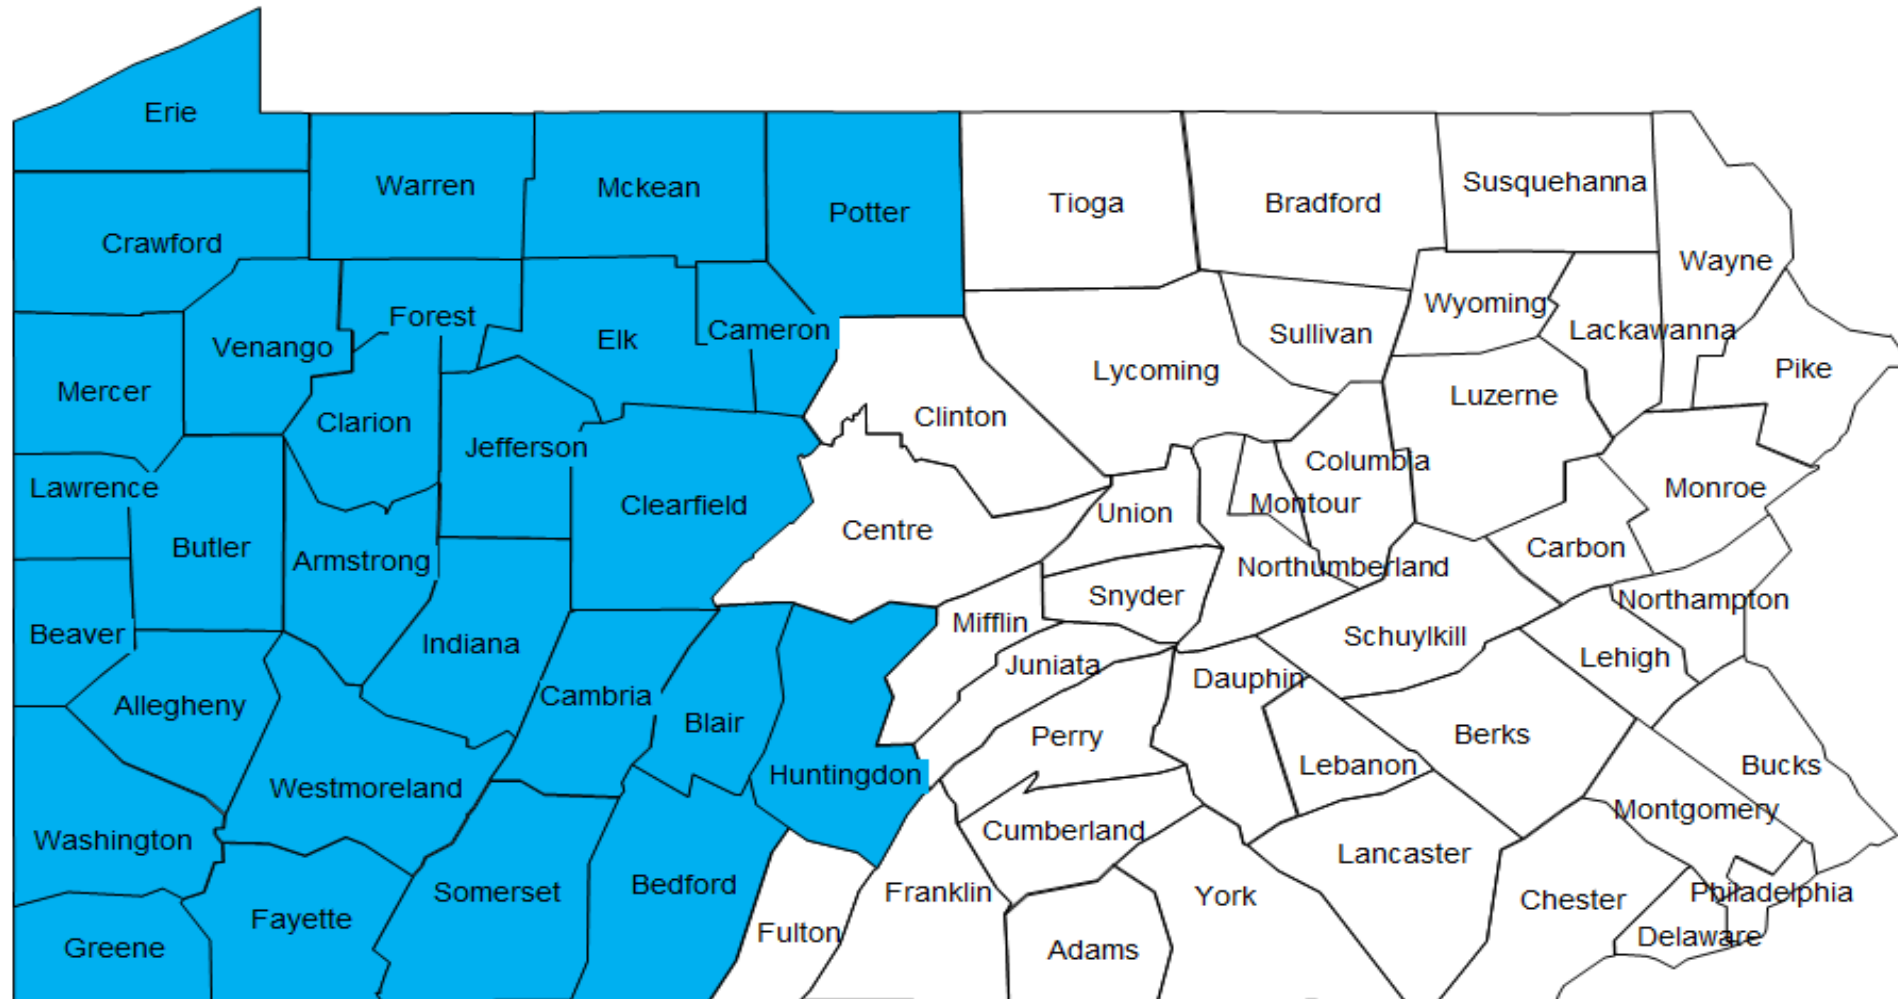 Erie
Warren
Mckean
Potter
Tioga
Bradford
Susquehanna
Crawford
Wayne
Forest
Venango
Elk
Cameron
Wyoming
Lackawanna
Sullivan
Lycoming
Pike
Mercer
Clarion
Jefferson
Clinton
Luzerne
Columbia
Lawrence
Clearfield
Centre
Union
Montour
Monroe
Butler
Armstrong
Carbon
Northumberland
Snyder
Northampton
Beaver
Indiana
Mifflin
Schuylkill
Juniata
Lehigh
Dauphin
Allegheny
Cambria
Blair
Perry
Berks
Westmoreland
Huntingdon
Lebanon
Bucks
Montgomery
Washington
Cumberland
Lancaster
Somerset
Bedford
Franklin
York
Chester
Philadelphia
Fayette
Greene
Fulton
Adams
Delaware